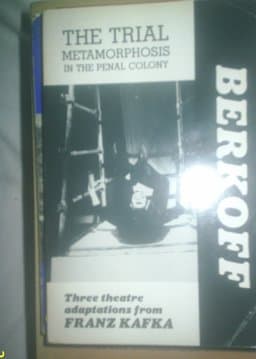 THE TRIAL
METAMORPHOSIS
IN THE PENAL COLONY
BERKOFF
Three theatre
adaptations from
FRANZ KAFKA